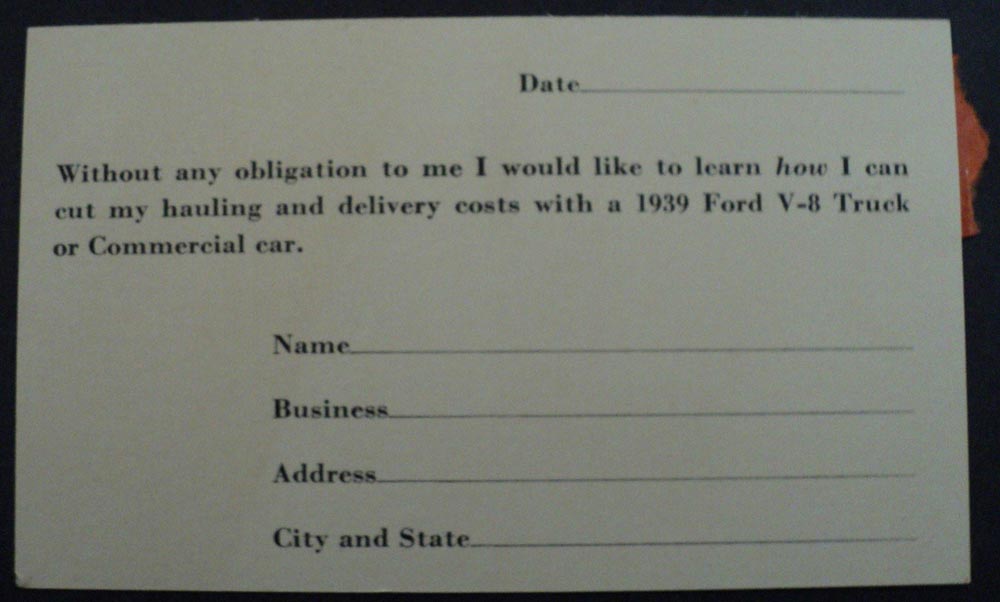 Date
Without any obligation to me I would like to learn how I can
cut my hauling and delivery costs with a 1939 Ford V-8 Truck
or Commercial car.
Name
Business
Address
City and State